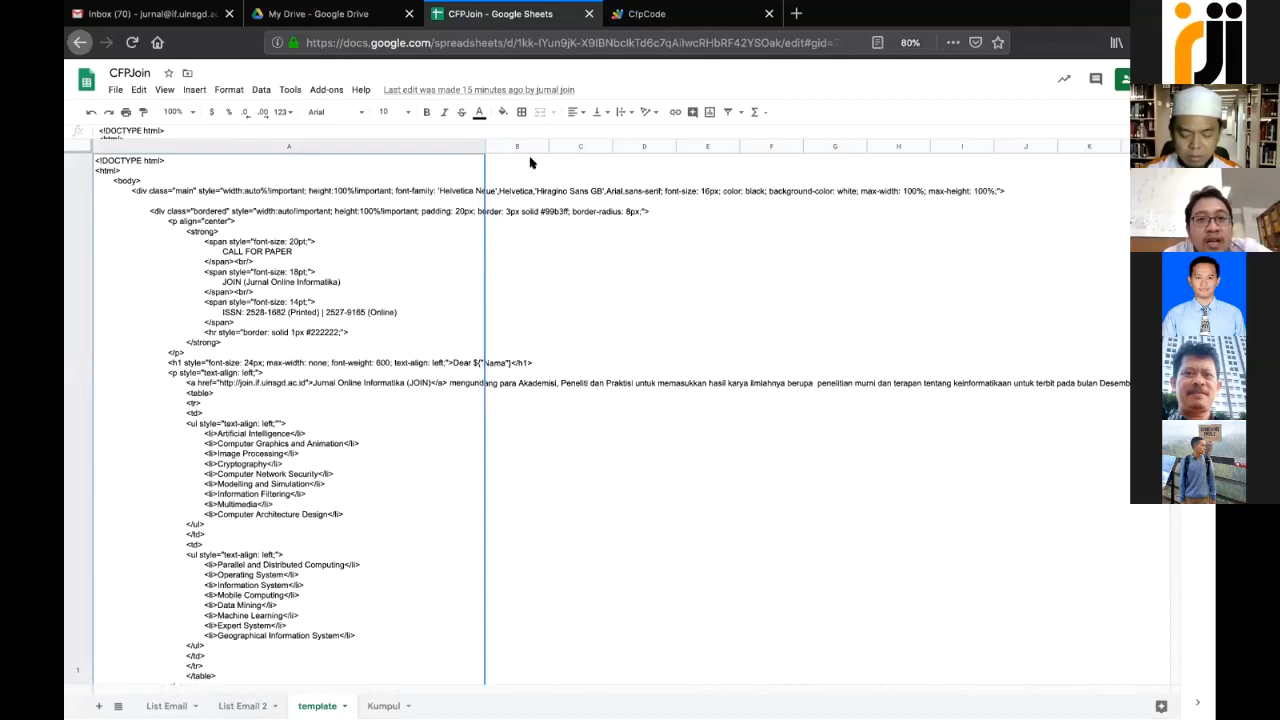 Inbox (70) - jurnal@if.uinsgd.ac.i
My Drive - Google Drive
CFPJoin - Google Sheets
CfpCode
https://docs.google.com/spreadsheets/d/1kk-IYun9jK-X9IBNbcIkTd6c7qAilwcRHbRF42YSOak/edit#gid=
80%
CFPJoin
File Edit View Insert Format Data Tools Add-ons Help
Last edit was made 15 minutes ago by jurnal join
100% $ % .0 .00 123 Arial 10 B I S A
fx <!DOCTYPE html>
<html>
A B C D E F G H I J K
<!DOCTYPE html>
<html>
<body>
<div class="main" style="width:auto%!important; height:100%!important; font-family: 'Helvetica Neue',Helvetica,'Hiragino Sans GB',Arial,sans-serif; font-size: 16px; color: black; background-color: white; max-width: 100%; max-height: 100%;">
<div class="bordered" style="width:auto!important; height:100%!important; padding: 20px; border: 3px solid #99b3ff; border-radius: 8px;">
<p align="center">
<strong>
<span style="font-size: 20pt;">
CALL FOR PAPER
</span><br/>
<span style="font-size: 18pt;">
JOIN (Jurnal Online Informatika)
</span><br/>
<span style="font-size: 14pt;">
ISSN: 2528-1682 (Printed) | 2527-9165 (Online)
</span>
<hr style="border: solid 1px #222222;">
</strong>
</p>
<h1 style="font-size: 24px; max-width: none; font-weight: 600; text-align: left;">Dear ${"Nama"}</h1>
<p style="text-align: left;">
<a href="http://join.if.uinsgd.ac.id">Jurnal Online Informatika (JOIN)</a> mengundang para Akademisi, Peneliti dan Praktisi untuk memasukkan hasil karya ilmiahnya berupa  penelitian murni dan terapan tentang keinformatikaan untuk terbit pada bulan Desemb
<table>
<tr>
<td>
<ul style="text-align: left;"">
<li>Artificial Intelligence</li>
<li>Computer Graphics and Animation</li>
<li>Image Processing</li>
<li>Cryptography</li>
<li>Computer Network Security</li>
<li>Modelling and Simulation</li>
<li>Information Filtering</li>
<li>Multimedia</li>
<li>Computer Architecture Design</li>
</ul>
</td>
<td>
<ul style="text-align: left;">
<li>Parallel and Distributed Computing</li>
<li>Operating System</li>
<li>Information System</li>
<li>Mobile Computing</li>
<li>Data Mining</li>
<li>Machine Learning</li>
<li>Expert System</li>
<li>Geographical Information System</li>
</ul>
</td>
</tr>
</table>
1
List Email List Email 2 template Kumpul
rji